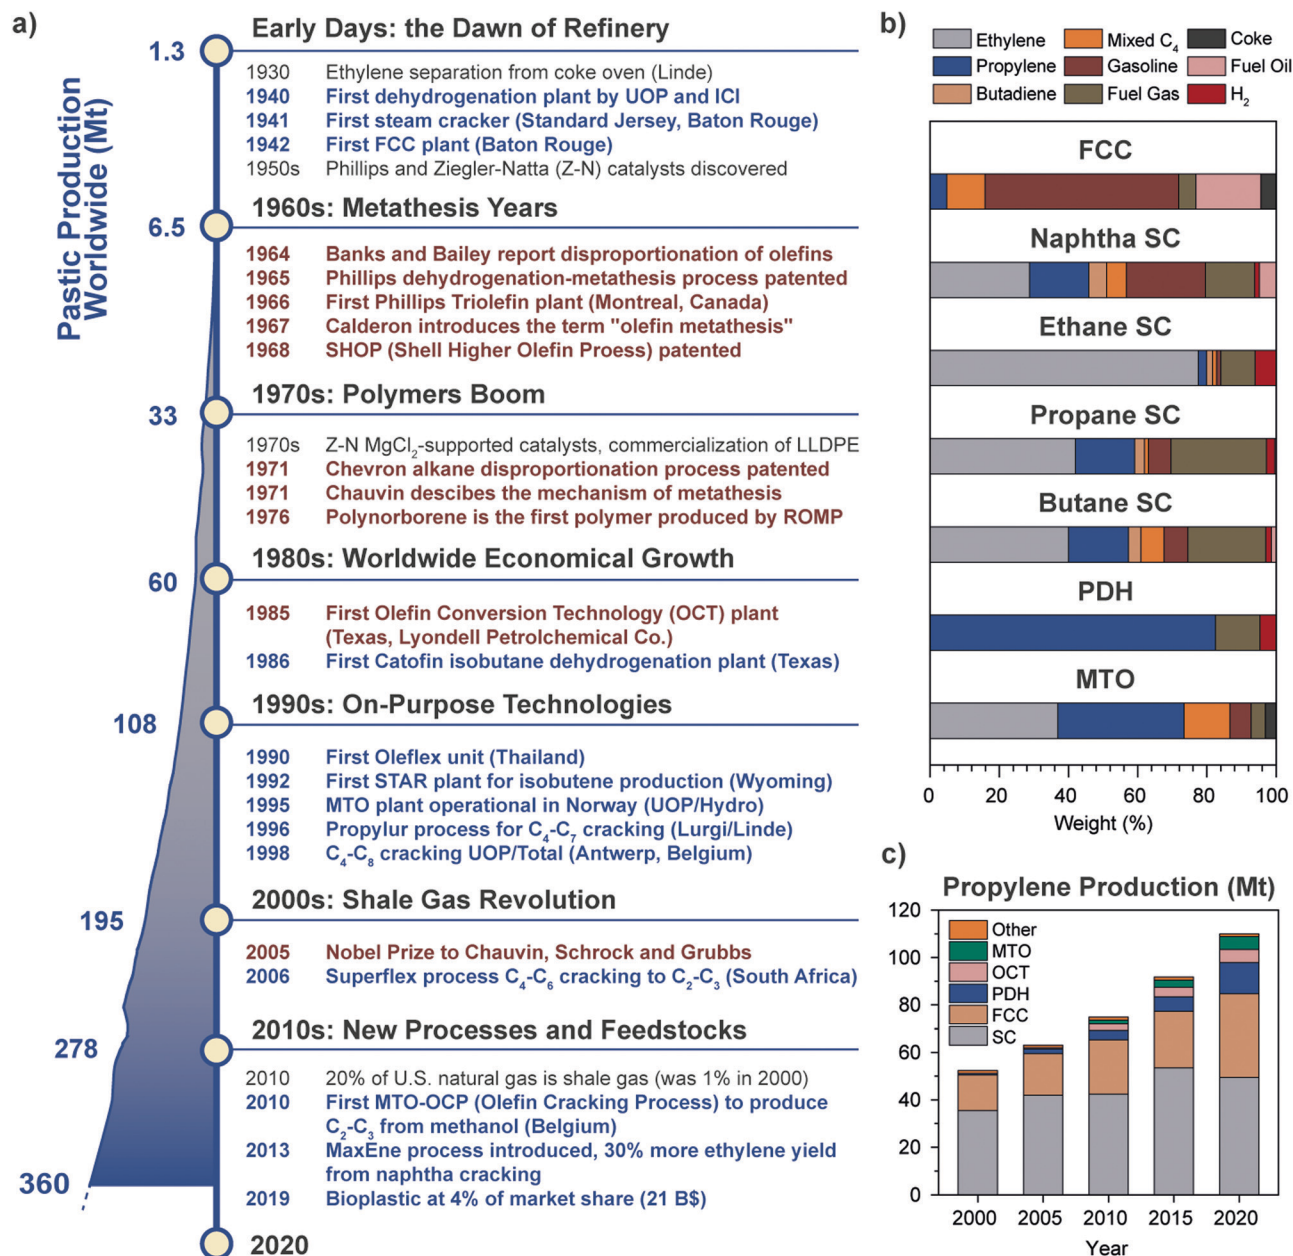 a)
Pastic Production
Worldwide (Mt)
1.3
Early Days: the Dawn of Refinery
1930 Ethylene separation from coke oven (Linde)
1940 First dehydrogenation plant by UOP and ICI
1941 First steam cracker (Standard Jersey, Baton Rouge)
1942 First FCC plant (Baton Rouge)
1950s Phillips and Ziegler-Natta (Z-N) catalysts discovered
6.5
1960s: Metathesis Years
1964 Banks and Bailey report disproportionation of olefins
1965 Phillips dehydrogenation-metathesis process patented
1966 First Phillips Triolefin plant (Montreal, Canada)
1967 Calderon introduces the term "olefin metathesis"
1968 SHOP (Shell Higher Olefin Proess) patented
33
1970s: Polymers Boom
1970s Z-N MgCl₂-supported catalysts, commercialization of LLDPE
1971 Chevron alkane disproportionation process patented
1971 Chauvin descibes the mechanism of metathesis
1976 Polynorborene is the first polymer produced by ROMP
60
1980s: Worldwide Economical Growth
1985 First Olefin Conversion Technology (OCT) plant
(Texas, Lyondell Petrolchemical Co.)
1986 First Catofin isobutane dehydrogenation plant (Texas)
108
1990s: On-Purpose Technologies
1990 First Oleflex unit (Thailand)
1992 First STAR plant for isobutene production (Wyoming)
1995 MTO plant operational in Norway (UOP/Hydro)
1996 Propylur process for C₄-C₇ cracking (Lurgi/Linde)
1998 C₄-C₈ cracking UOP/Total (Antwerp, Belgium)
195
2000s: Shale Gas Revolution
2005 Nobel Prize to Chauvin, Schrock and Grubbs
2006 Superflex process C₄-C₆ cracking to C₂-C₃ (South Africa)
278
2010s: New Processes and Feedstocks
2010 20% of U.S. natural gas is shale gas (was 1% in 2000)
2010 First MTO-OCP (Olefin Cracking Process) to produce
C₂-C₃ from methanol (Belgium)
2013 MaxEne process introduced, 30% more ethylene yield
from naphtha cracking
2019 Bioplastic at 4% of market share (21 B$)
360
2020
b)
Ethylene Mixed C₄ Coke
Propylene Gasoline Fuel Oil
Butadiene Fuel Gas H₂
FCC
Naphtha SC
Ethane SC
Propane SC
Butane SC
PDH
MTO
0 20 40 60 80 100
Weight (%)
c)
Propylene Production (Mt)
120
100
80
60
40
20
0
Other
MTO
OCT
PDH
FCC
SC
2000 2005 2010 2015 2020
Year